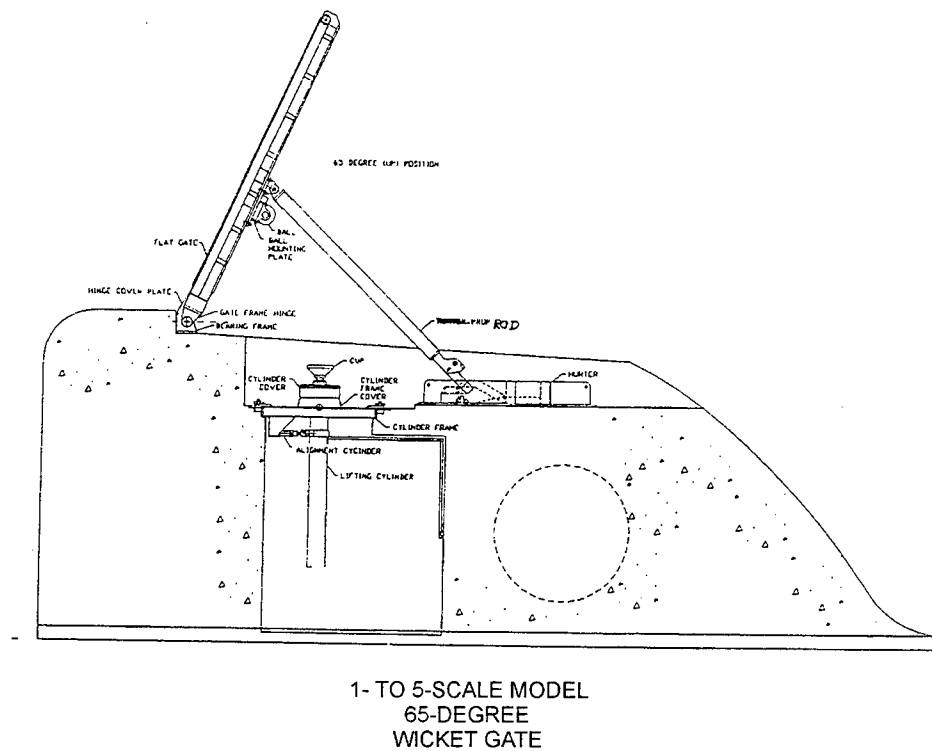 65 DEGREE (UP) POSITION
BALL
BALL
MOUNTING
PLATE
FLAT GATE
HINGE COVER PLATE
GATE FRAME HINGE
BEARING FRAME
PROP ROD
CUP
CYLINDER
COVER
CYLINDER
FRAME
COVER
HURTER
CYLINDER FRAME
ALIGNMENT CYCINDER
LIFTING CYLINDER
1- TO 5-SCALE MODEL
65-DEGREE
WICKET GATE